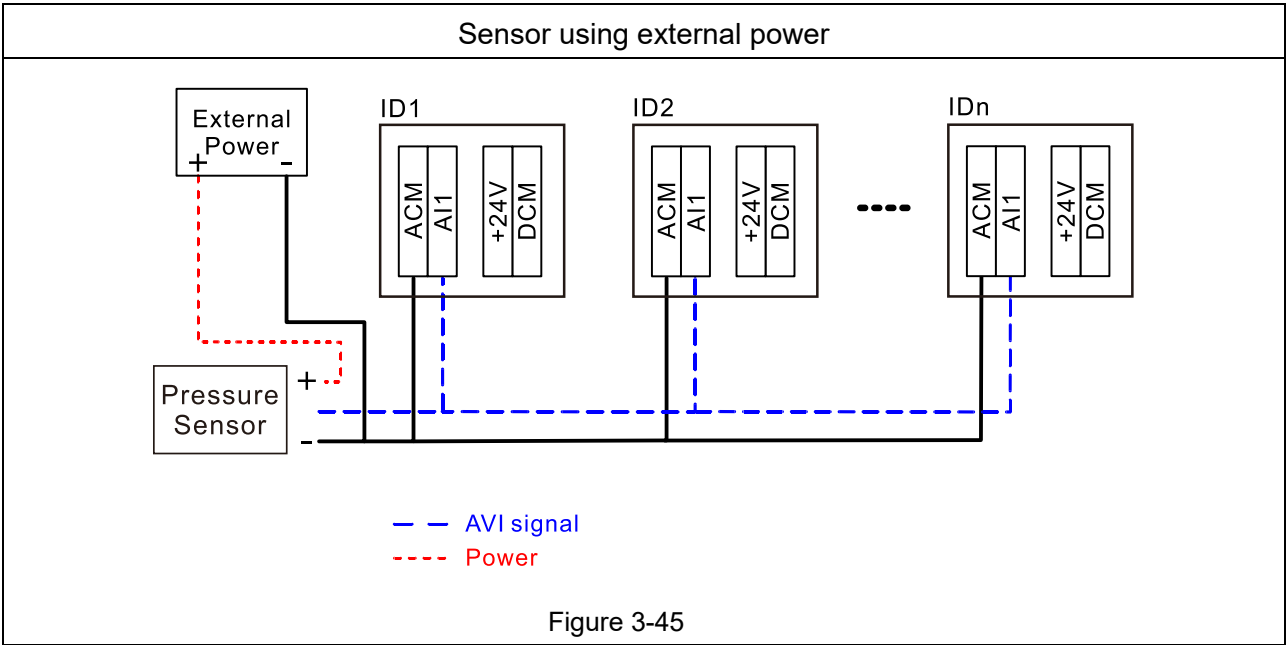 Sensor using external power
External
Power
+ -
ID1
ACM
AI1
+24V
DCM
ID2
ACM
AI1
+24V
DCM
IDn
ACM
AI1
+24V
DCM
Pressure
Sensor
+
-
AVI signal
Power
Figure 3-45